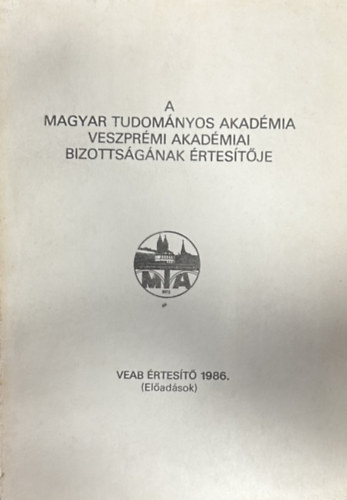 A
MAGYAR TUDOMÁNYOS AKADÉMIA
VESZPRÉMI AKADÉMIAI
BIZOTTSÁGÁNAK ÉRTESÍTŐJE
MTA
VEAB ÉRTESÍTŐ 1986.
(Előadások)